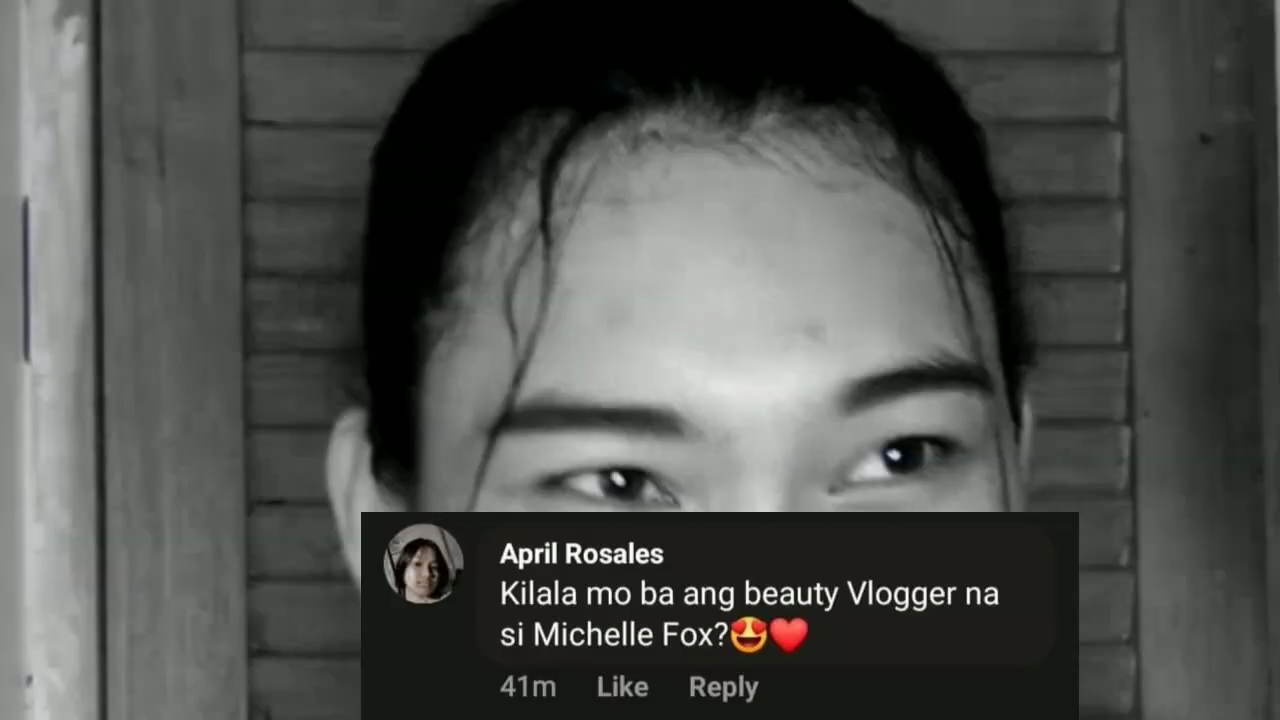 April Rosales
Kilala mo ba ang beauty Vlogger na
si Michelle Fox?😍❤️
41m Like Reply